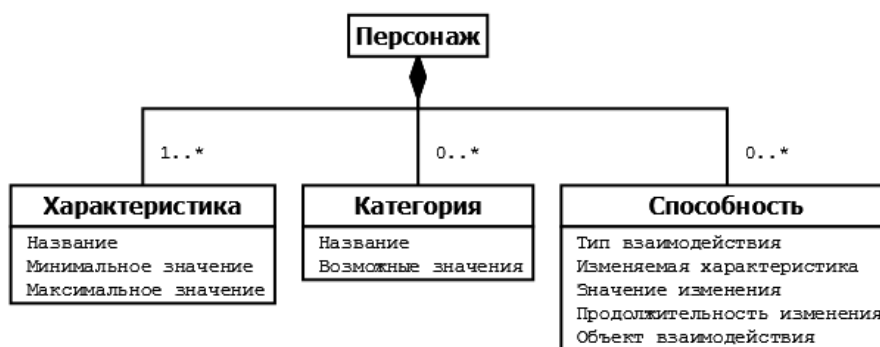 Персонаж
1..*
0..*
0..*
Характеристика
Название
Минимальное значение
Максимальное значение
Категория
Название
Возможные значения
Способность
Тип взаимодействия
Изменяемая характеристика
Значение изменения
Продолжительность изменения
Объект взаимодействия